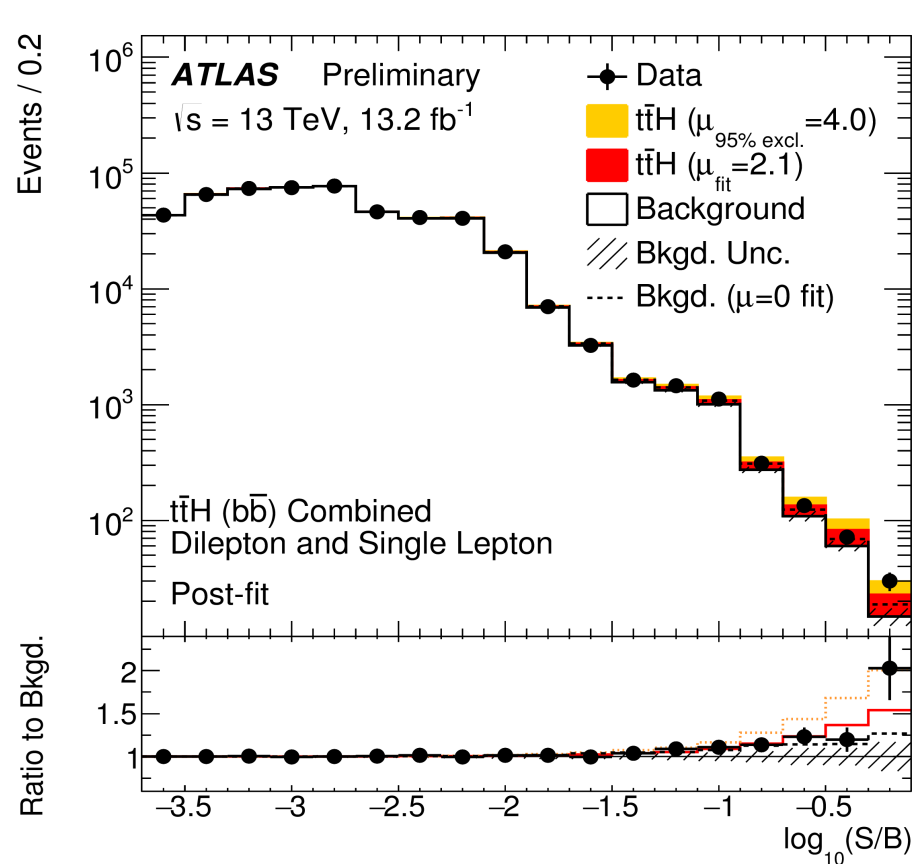 Events / 0.2
10⁶
10⁵
10⁴
10³
10²
ATLAS Preliminary
√s = 13 TeV, 13.2 fb⁻¹
Data
tt̄H (μ95% excl.=4.0)
tt̄H (μfit=2.1)
Background
Bkgd. Unc.
Bkgd. (μ=0 fit)
tt̄H (bb̄) Combined
Dilepton and Single Lepton
Post-fit
Ratio to Bkgd.
2
1.5
1
−3.5 −3 −2.5 −2 −1.5 −1 −0.5
log₁₀(S/B)